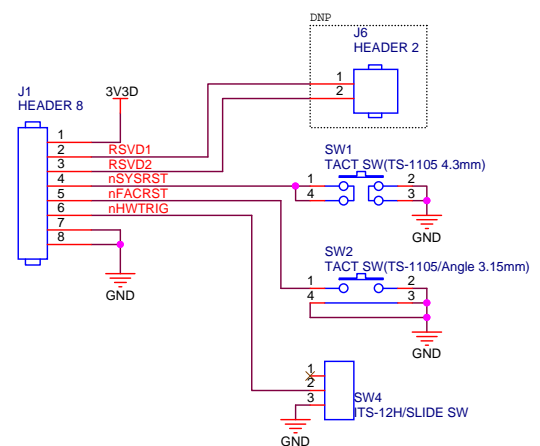 DNP
J6
HEADER 2
1
2
J1
HEADER 8
3V3D
1
2
3
4
5
6
7
8
RSVD1
RSVD2
nSYSRST
nFACRST
nHWTRIG
GND
SW1
TACT SW(TS-1105 4.3mm)
1
4
2
3
GND
SW2
TACT SW(TS-1105/Angle 3.15mm)
1
4
2
3
GND
1
2
3
SW4
ITS-12H/SLIDE SW
GND